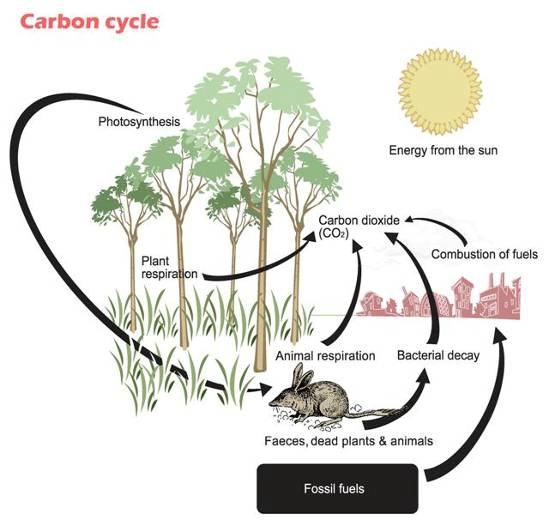 Carbon cycle
Photosynthesis
Energy from the sun
Carbon dioxide
(CO2)
Combustion of fuels
Plant
respiration
Animal respiration
Bacterial decay
Faeces, dead plants & animals
Fossil fuels